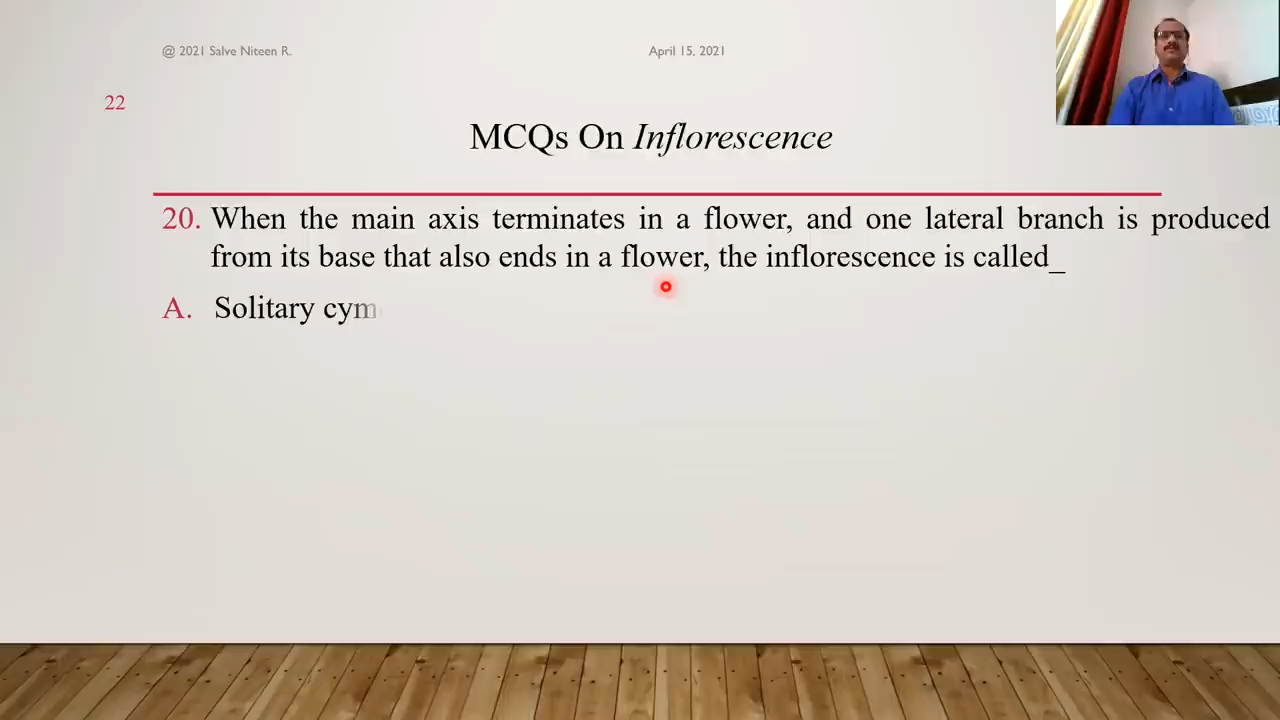 @ 2021 Salve Niteen R.
April 15, 2021
22
MCQs On Inflorescence
20. When the main axis terminates in a flower, and one lateral branch is produced
from its base that also ends in a flower, the inflorescence is called_
A. Solitary cym